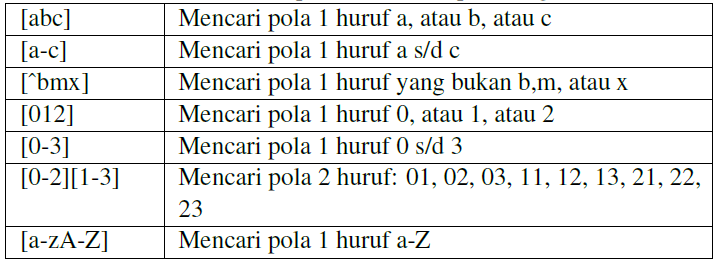 [abc] Mencari pola 1 huruf a, atau b, atau c
[a-c] Mencari pola 1 huruf a s/d c
[ˆbmx] Mencari pola 1 huruf yang bukan b,m, atau x
[012] Mencari pola 1 huruf 0, atau 1, atau 2
[0-3] Mencari pola 1 huruf 0 s/d 3
[0-2][1-3] Mencari pola 2 huruf: 01, 02, 03, 11, 12, 13, 21, 22,
23
[a-zA-Z] Mencari pola 1 huruf a-Z